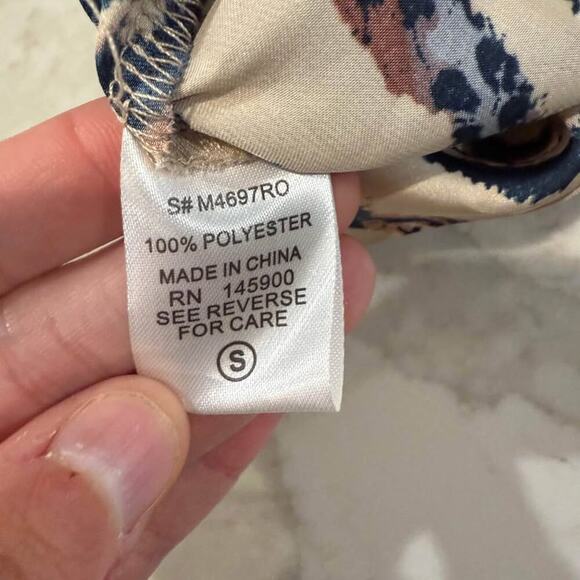 S# M4697RO
100% POLYESTER
MADE IN CHINA
RN 145900
SEE REVERSE
FOR CARE
S